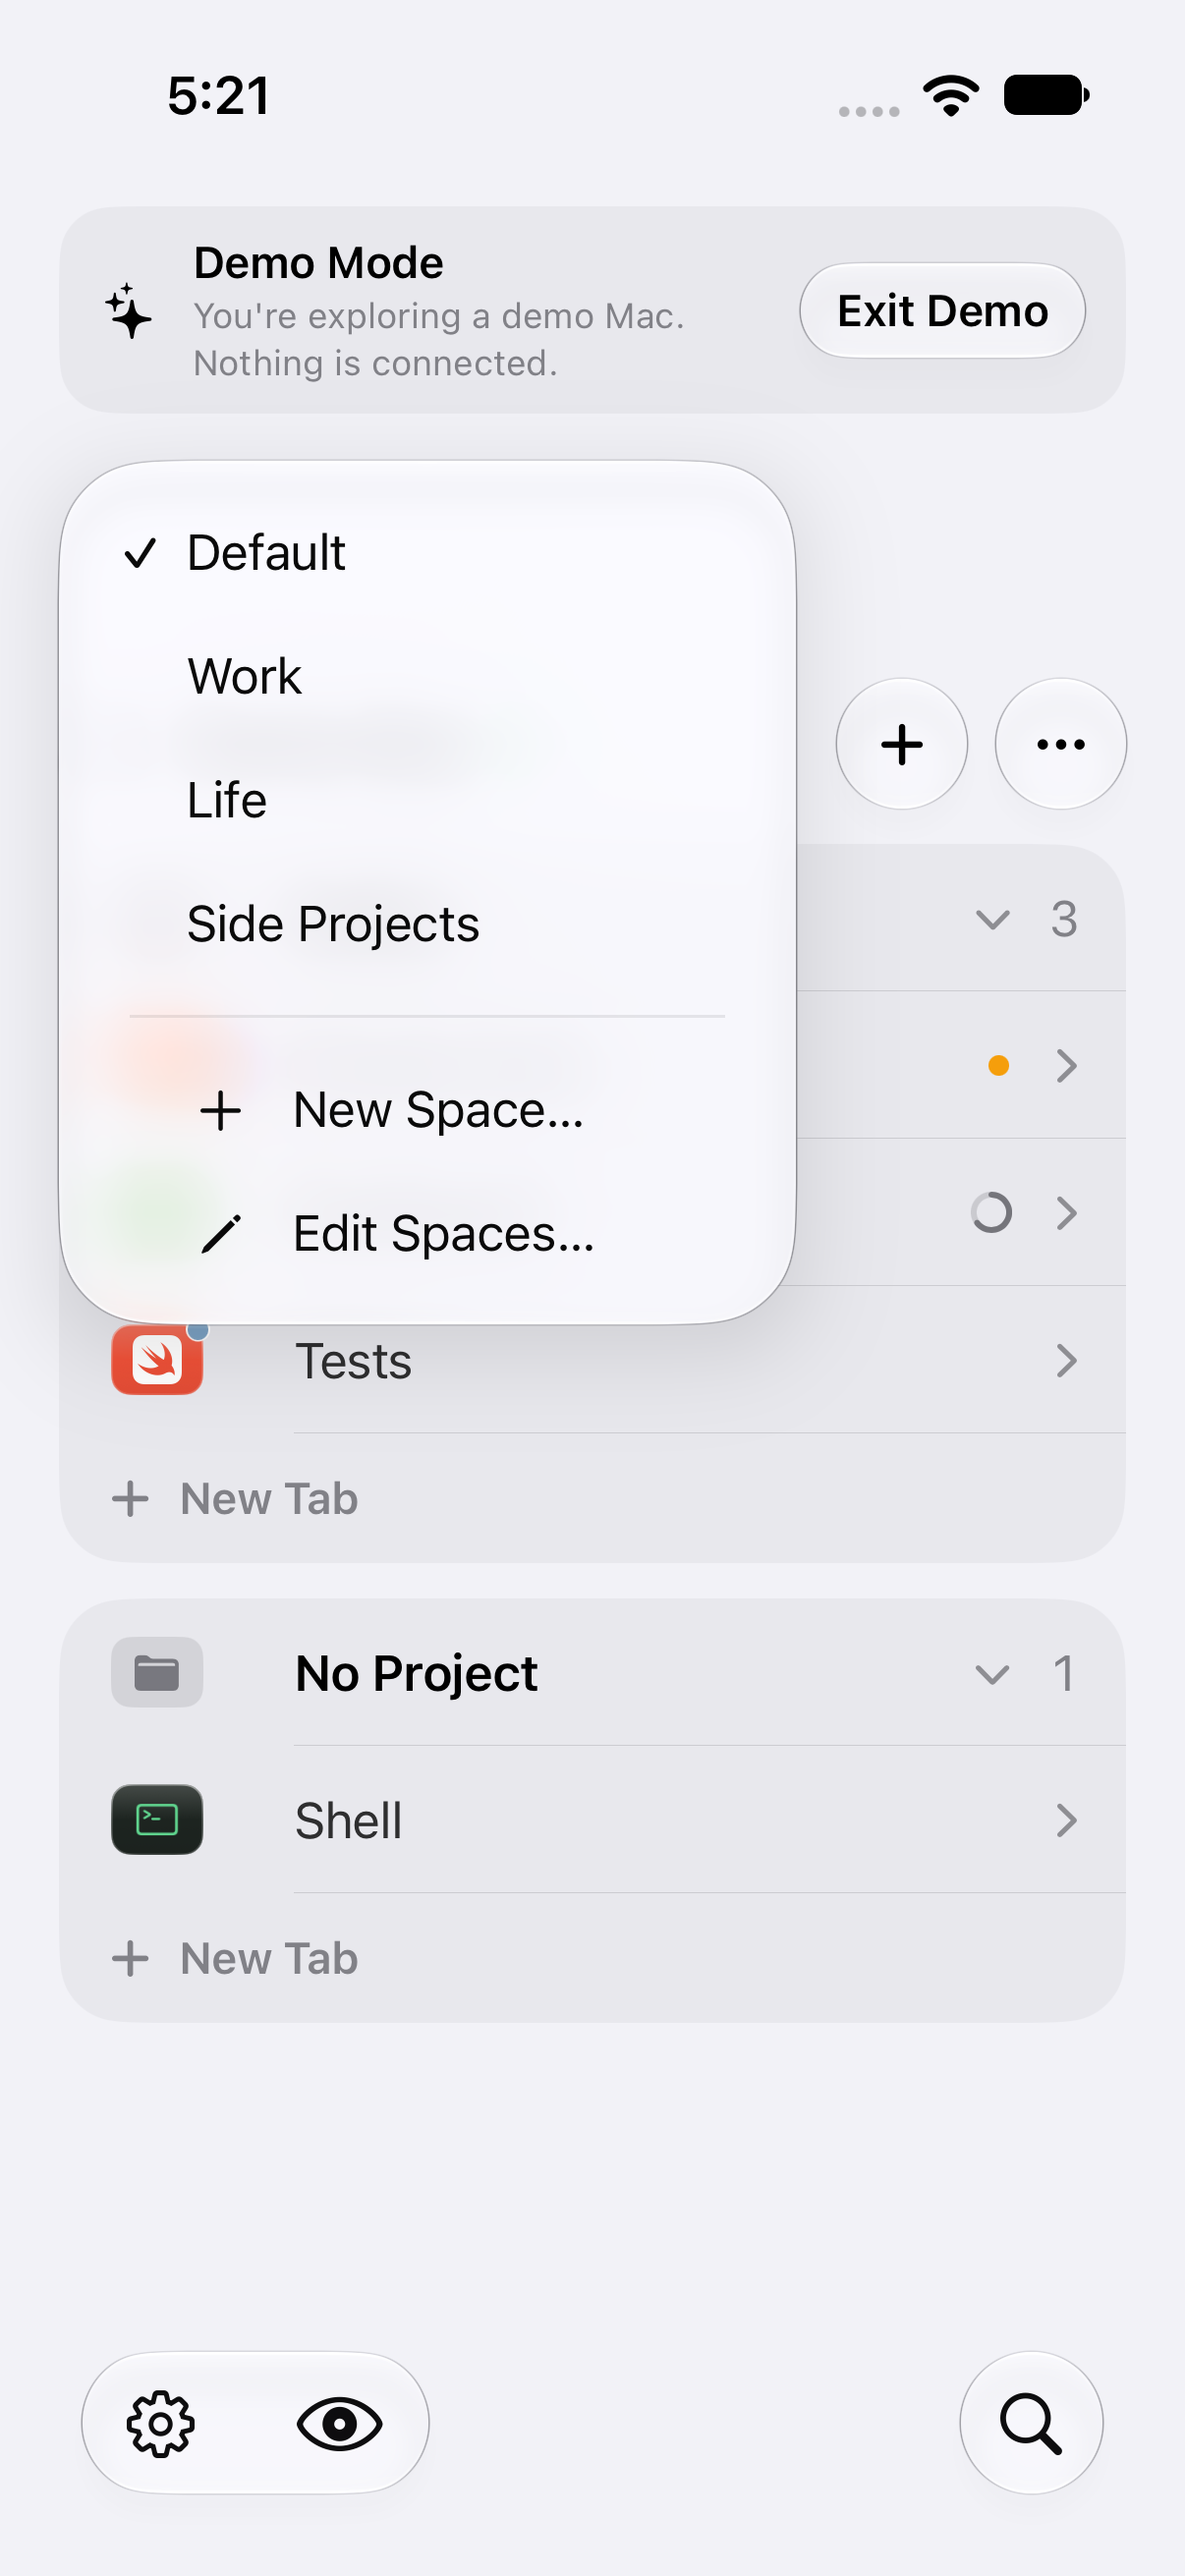 5:21
Demo Mode
You're exploring a demo Mac.
Nothing is connected.
Exit Demo
Default
Work
Life
Side Projects
3
New Space...
Edit Spaces...
Tests
New Tab
No Project
1
Shell
New Tab